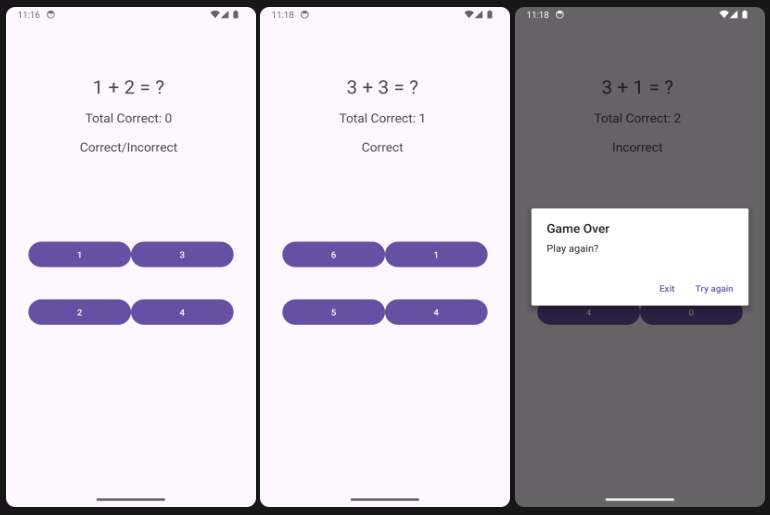 11:16
1 + 2 = ?
Total Correct: 0
Correct/Incorrect
1 3
2 4
11:18
3 + 3 = ?
Total Correct: 1
Correct
6 1
5 4
11:18
3 + 1 = ?
Total Correct: 2
Incorrect
Game Over
Play again?
Exit Try again
4 0